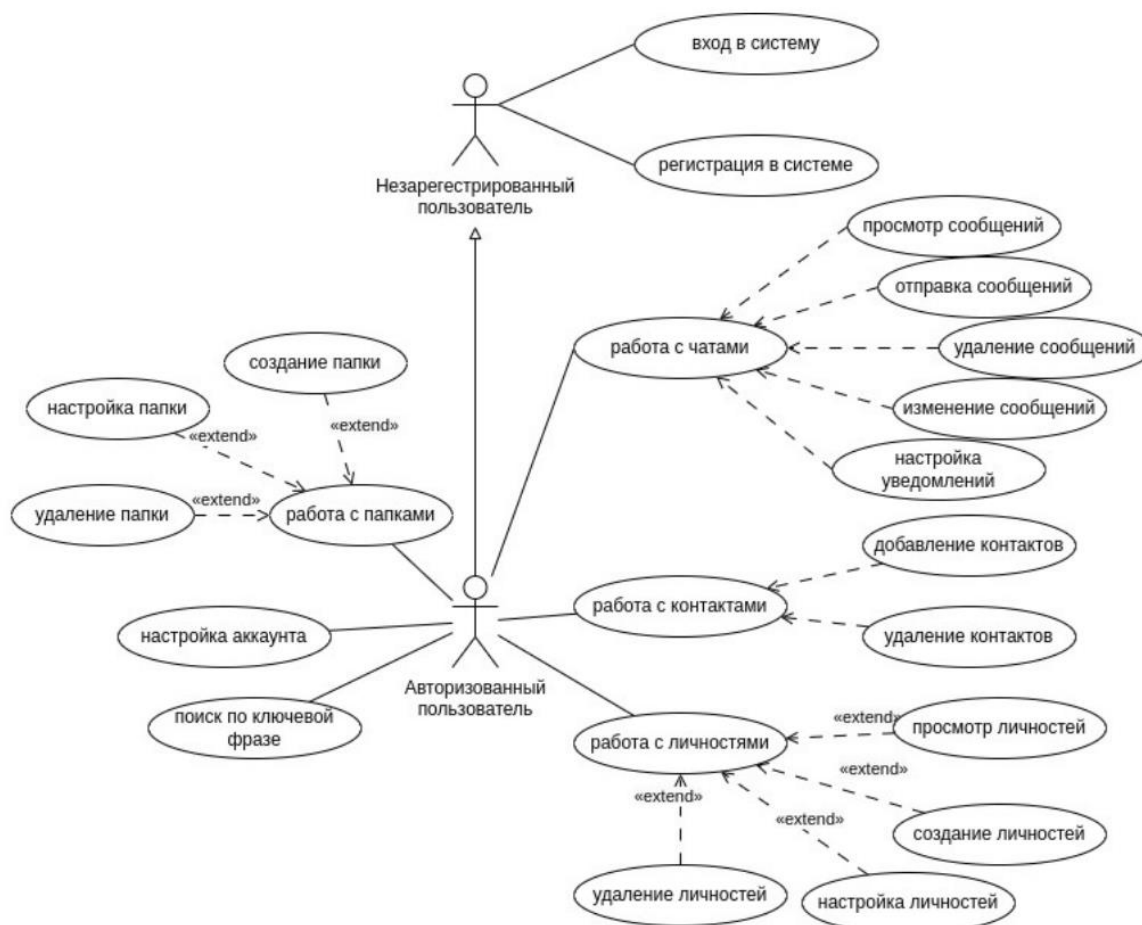 вход в систему
регистрация в системе
Незарегестрированный
пользователь
просмотр сообщений
отправка сообщений
работа с чатами
удаление сообщений
создание папки
настройка папки
изменение сообщений
«extend»
«extend»
настройка
уведомлений
«extend»
удаление папки
работа с папками
добавление контактов
работа с контактами
настройка аккаунта
удаление контактов
Авторизованный
пользователь
поиск по ключевой
фразе
«extend»
просмотр личностей
работа с личностями
«extend»
«extend»
«extend»
создание личностей
удаление личностей
настройка личностей